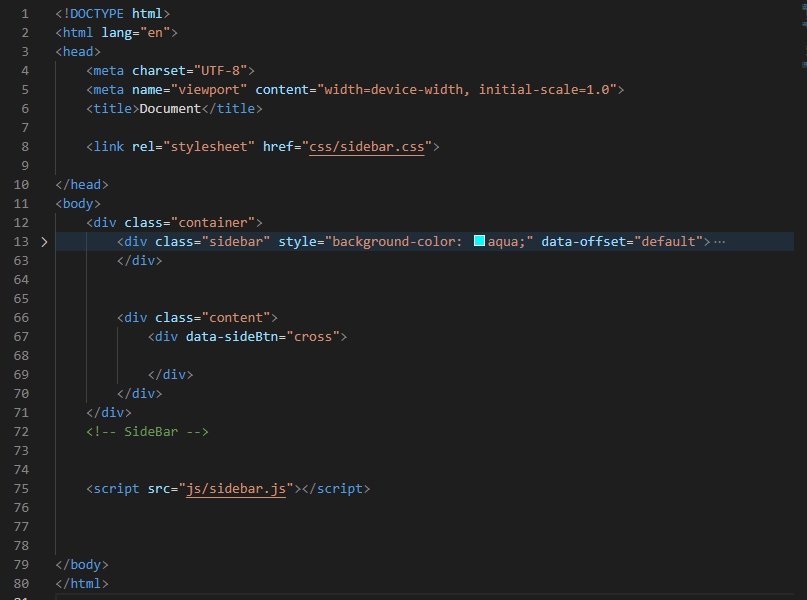 1 <!DOCTYPE html>
2 <html lang="en">
3 <head>
4     <meta charset="UTF-8">
5     <meta name="viewport" content="width=device-width, initial-scale=1.0">
6     <title>Document</title>
7
8     <link rel="stylesheet" href="css/sidebar.css">
9
10 </head>
11 <body>
12     <div class="container">
13         <div class="sidebar" style="background-color: aqua;" data-offset="default">···
63         </div>
64
65
66         <div class="content">
67             <div data-sideBtn="cross">
68
69             </div>
70         </div>
71     </div>
72     <!-- SideBar -->
73
74
75     <script src="js/sidebar.js"></script>
76
77
78
79 </body>
80 </html>